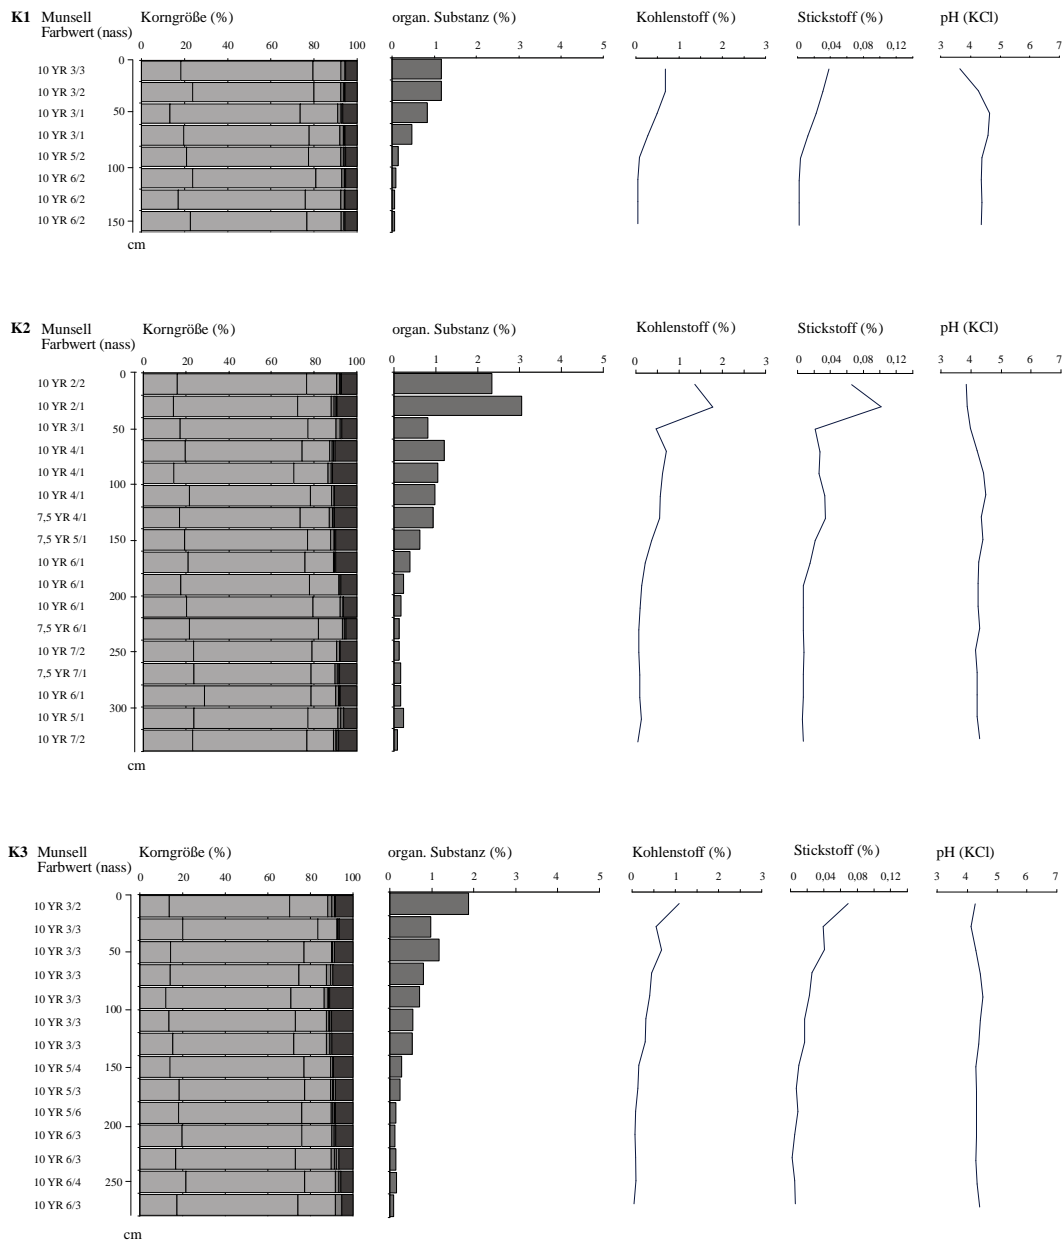 K1 Munsell Korngröße (%) organ. Substanz (%) Kohlenstoff (%) Stickstoff (%) pH (KCl)
Farbwert (nass) 0 20 40 60 80 100 0 1 2 3 4 5 0 1 2 3 0 0,04 0,12 3 4 5 6 7
0
10 YR 3/3
10 YR 3/2
50
10 YR 3/1
10 YR 3/1
10 YR 5/2
100
10 YR 6/2
10 YR 6/2
10 YR 6/2
150
cm
K2 Munsell Korngröße (%) organ. Substanz (%) Kohlenstoff (%) Stickstoff (%) pH (KCl)
Farbwert (nass)
0 20 40 60 80 100 0 1 2 3 4 5 0 1 2 3 0 0,04 0,08 0,12 3 4 5 6 7
0
10 YR 2/2
10 YR 2/1
10 YR 3/1
50
10 YR 4/1
10 YR 4/1
100
10 YR 4/1
7,5 YR 4/1
7,5 YR 5/1
150
10 YR 6/1
10 YR 6/1
200
10 YR 6/1
7,5 YR 6/1
10 YR 7/2
250
7,5 YR 7/1
10 YR 6/1
300
10 YR 5/1
10 YR 7/2
cm
K3 Munsell Korngröße (%) organ. Substanz (%) Kohlenstoff (%) Stickstoff (%) pH (KCl)
Farbwert (nass)
0 20 40 60 80 100 0 1 2 3 4 5 0 1 2 3 0 0,04 0,08 0,12 3 4 5 6 7
0
10 YR 3/2
10 YR 3/3
10 YR 3/3
50
10 YR 3/3
10 YR 3/3
100
10 YR 3/3
10 YR 3/3
10 YR 5/4
150
10 YR 5/3
10 YR 5/6
200
10 YR 6/3
10 YR 6/3
10 YR 6/4
250
10 YR 6/3
cm